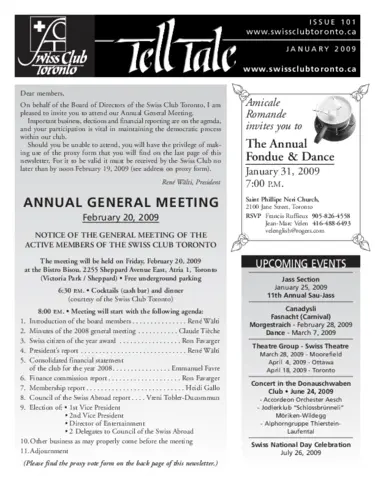 Swiss Club
Toronto
Tell Tale
ISSUE 101
www.swissclubtoronto.ca
JANUARY 2009
www.swissclubtoronto.ca
Dear members,
On behalf of the Board of Directors of the Swiss Club Toronto, I am
pleased to invite you to attend our Annual General Meeting.
Important business, elections and financial reporting are on the agenda,
and your participation is vital in maintaining the democratic process
within our club.
Should you be unable to attend, you will have the privilege of mak-
ing use of the proxy form that you will find on the last page of this
newsletter. For it to be valid it must be received by the Swiss Club no
later than by noon February 19, 2009 (see address on proxy form).
René Wälti, President
ANNUAL GENERAL MEETING
February 20, 2009
NOTICE OF THE GENERAL MEETING OF THE
ACTIVE MEMBERS OF THE SWISS CLUB TORONTO
The meeting will be held on Friday, February 20, 2009
at the Bistro Bisou, 2255 Sheppard Avenue East, Atria 1, Toronto
(Victoria Park / Sheppard) • Free underground parking
6:30 P.M. • Cocktails (cash bar) and dinner
(courtesy of the Swiss Club Toronto)
8:00 P.M. • Meeting will start with the following agenda:
1. Introduction of the board members . . . . . . . . . . . . . . René Wälti
2. Minutes of the 2008 general meeting . . . . . . . . . . . Claude Tièche
3. Swiss citizen of the year award . . . . . . . . . . . . . . . . Ron Favarger
4. President's report . . . . . . . . . . . . . . . . . . . . . . . . . . . René Wälti
5. Consolidated financial statement
of the club for the year 2008 . . . . . . . . . . . . . . . Emmanuel Favre
6. Finance commission report . . . . . . . . . . . . . . . . . . . Ron Favarger
7. Membership report . . . . . . . . . . . . . . . . . . . . . . . . . Heidi Gallo
8. Council of the Swiss Abroad report . . . . Vreni Tobler-Ducommun
9. Election of: • 1st Vice President
• 2nd Vice President
• Director of Entertainment
• 2 Delegates to Council of the Swiss Abroad
10. Other business as may properly come before the meeting
11. Adjournment
(Please find the proxy vote form on the back page of this newsletter.)
Amicale
Romande
invites you to
The Annual
Fondue & Dance
January 31, 2009
7:00 P.M.
Saint Phillipe Neri Church,
2100 Jane Street, Toronto
RSVP Francis Ruffieux 905-826-4558
Jean-Marc Velen 416-488-6493
velenglub@rogers.com
UPCOMING EVENTS
Jass Section
January 25, 2009
11th Annual Sau-Jass
Canadysli
Fasnacht (Carnival)
Morgestraich - February 28, 2009
Dance - March 7, 2009
Theatre Group - Swiss Theatre
March 28, 2009 - Moorefield
April 4, 2009 - Ottawa
April 18, 2009 - Toronto
Concert in the Donauschwaben
Club • June 24, 2009
- Accordeon Orchester Aesch
- Jodlerklub "Schlossbrünneli"
Möriken-Wildegg
- Alphorngruppe Thierstein-
Laufental
Swiss National Day Celebration
July 26, 2009